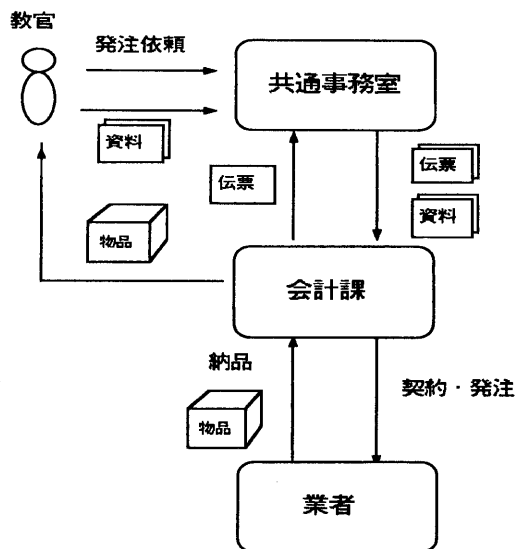 教官
発注依頼
共通事務室
資料
伝票
伝票
資料
物品
会計課
納品
契約・発注
物品
業者